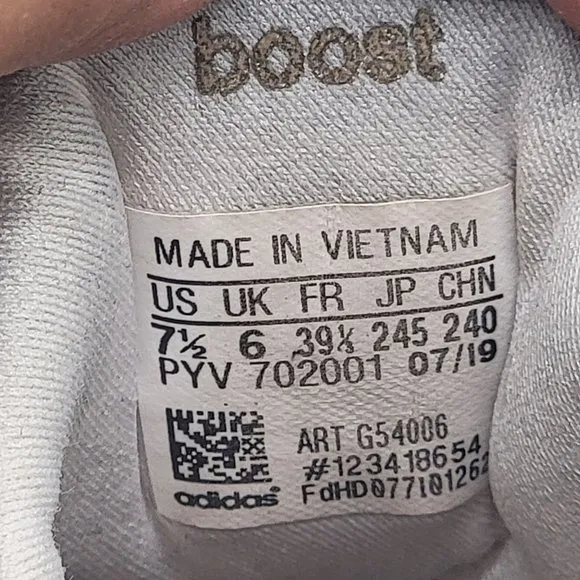 boost
MADE IN VIETNAM
US UK FR JP CHN
7½ 6 39⅓ 245 240
PYV 702001 07/19
ART G54006
#123418654
adidas FdHD077101262